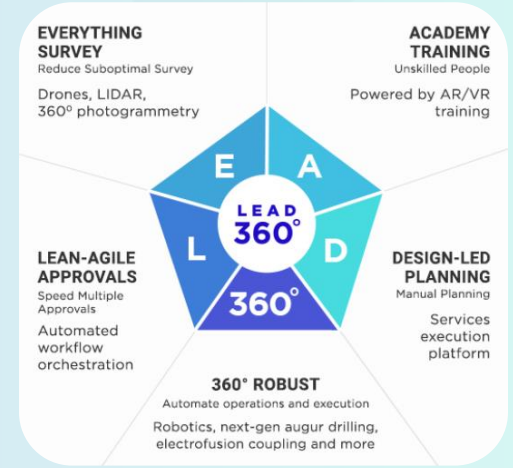 EVERYTHING
SURVEY
Reduce Suboptimal Survey
Drones, LIDAR,
360º photogrammetry
ACADEMY
TRAINING
Unskilled People
Powered by AR/VR
training
E
A
LEAD
360°
L
D
360°
LEAN-AGILE
APPROVALS
Speed Multiple
Approvals
Automated
workflow
orchestration
DESIGN-LED
PLANNING
Manual Planning
Services
execution
platform
360° ROBUST
Automate operations and execution
Robotics, next-gen augur drilling,
electrofusion coupling and more